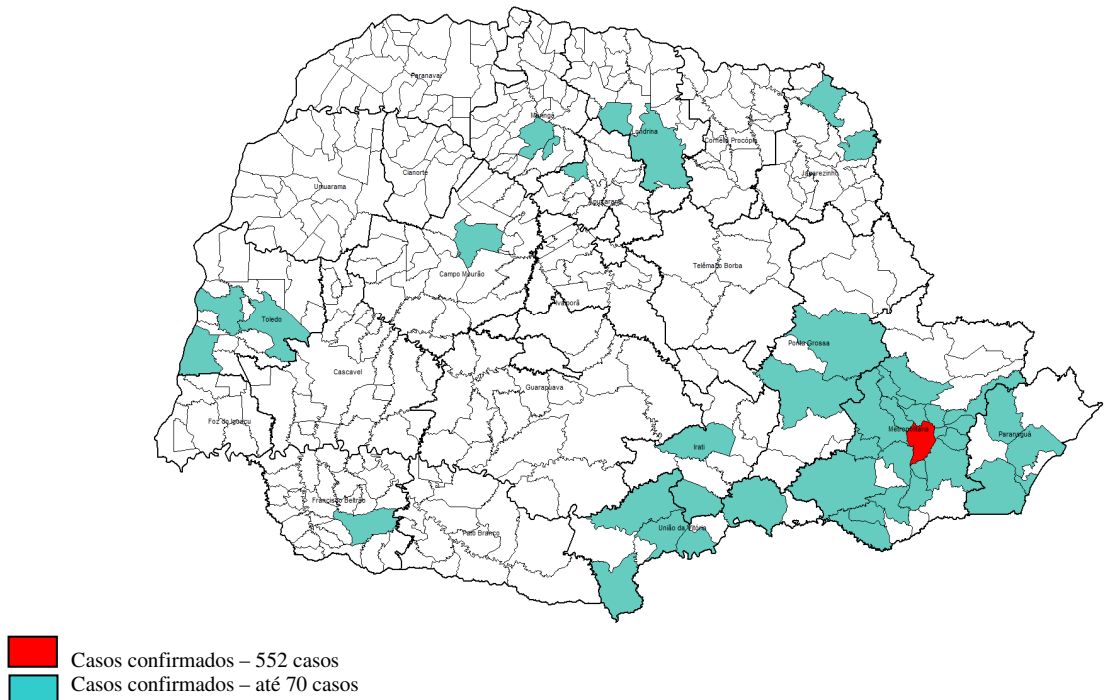 Paranavaí
Maringá
Londrina
Cornélio Procópio
Jacarezinho
Umuarama
Cianorte
Apucarana
Campo Mourão
Telêmaco Borba
Ivaiporã
Toledo
Ponta Grossa
Cascavel
Guarapuava
Foz do Iguaçu
Metropolitana
Paranaguá
Irati
Francisco Beltrão
Pato Branco
União da Vitória
Casos confirmados – 552 casos
Casos confirmados – até 70 casos